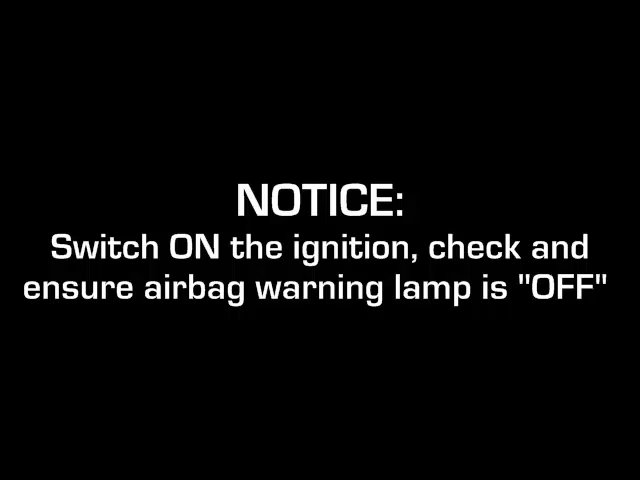 NOTICE:
Switch ON the ignition, check and
ensure airbag warning lamp is "OFF"